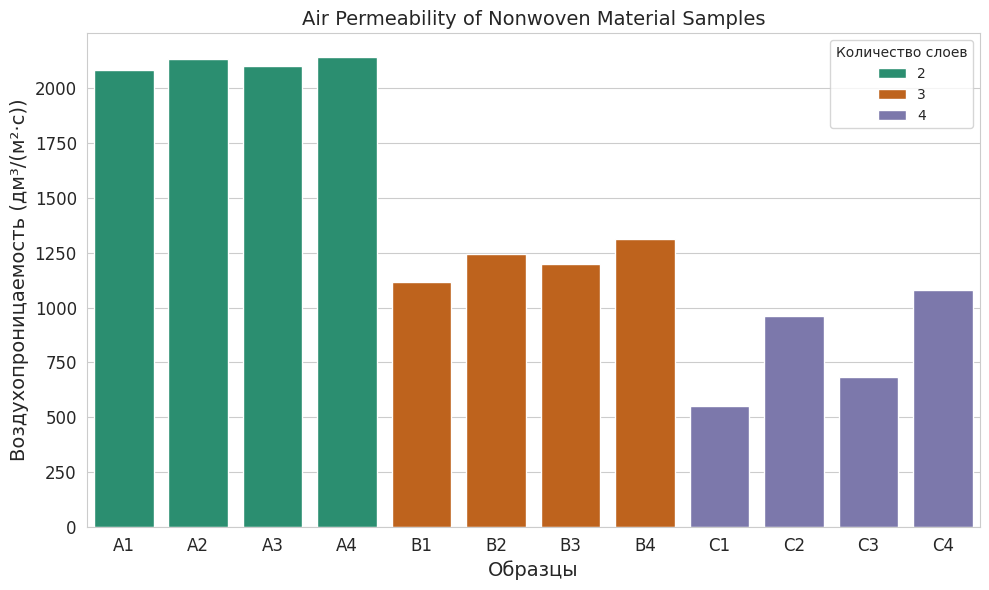 Air Permeability of Nonwoven Material Samples
Воздухопроницаемость (дм³/(м²·с))
2000
1750
1500
1250
1000
750
500
250
0
Количество слоев
2
3
4
A1 A2 A3 A4 B1 B2 B3 B4 C1 C2 C3 C4
Образцы